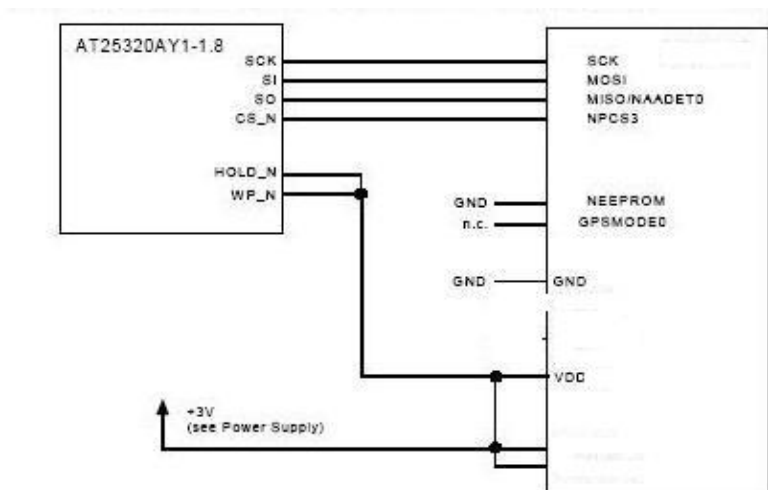 AT25320AY1-1.8
SCK
SI
SO
CS_N
HOLD_N
WP_N
SCK
MOSI
MISO/NAADET0
NPCS3
GND
NEEPROM
n.c.
GPSMODE0
GND
GND
VDD
+3V
(see Power Supply)